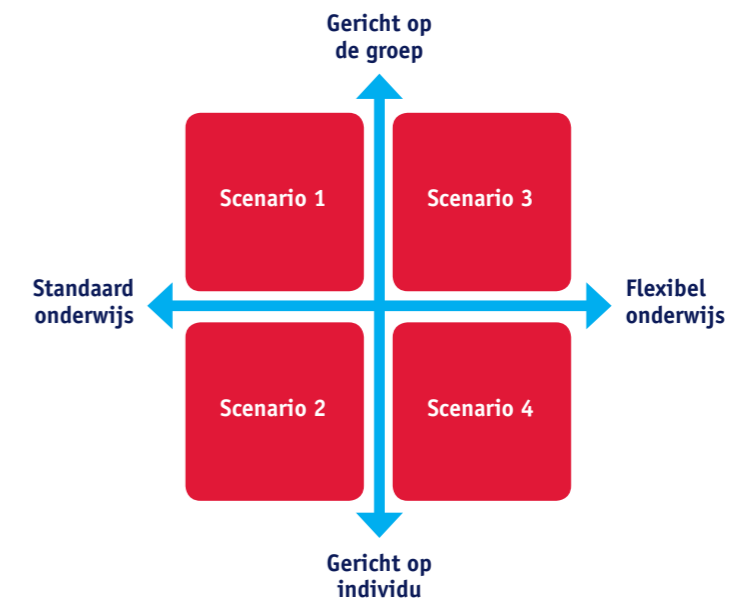 Gericht op
de groep
Scenario 1
Scenario 3
Standaard
onderwijs
Flexibel
onderwijs
Scenario 2
Scenario 4
Gericht op
individu